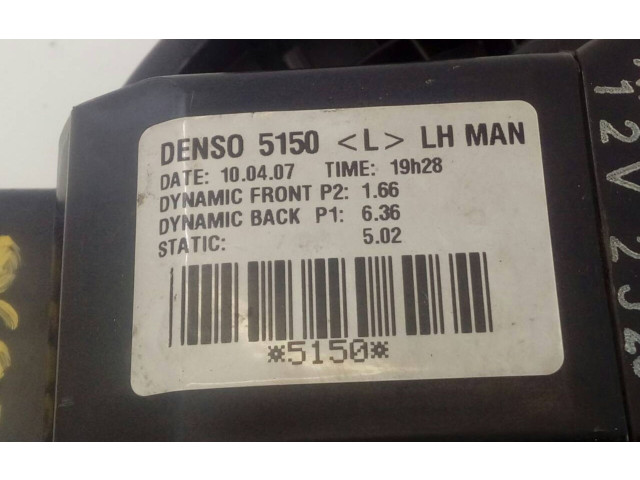 DENSO 5150 <L> LH MAN
DATE: 10.04.07 TIME: 19h28
DYNAMIC FRONT P2: 1.66
DYNAMIC BACK P1: 6.36
STATIC: 5.02
*5150*
12V